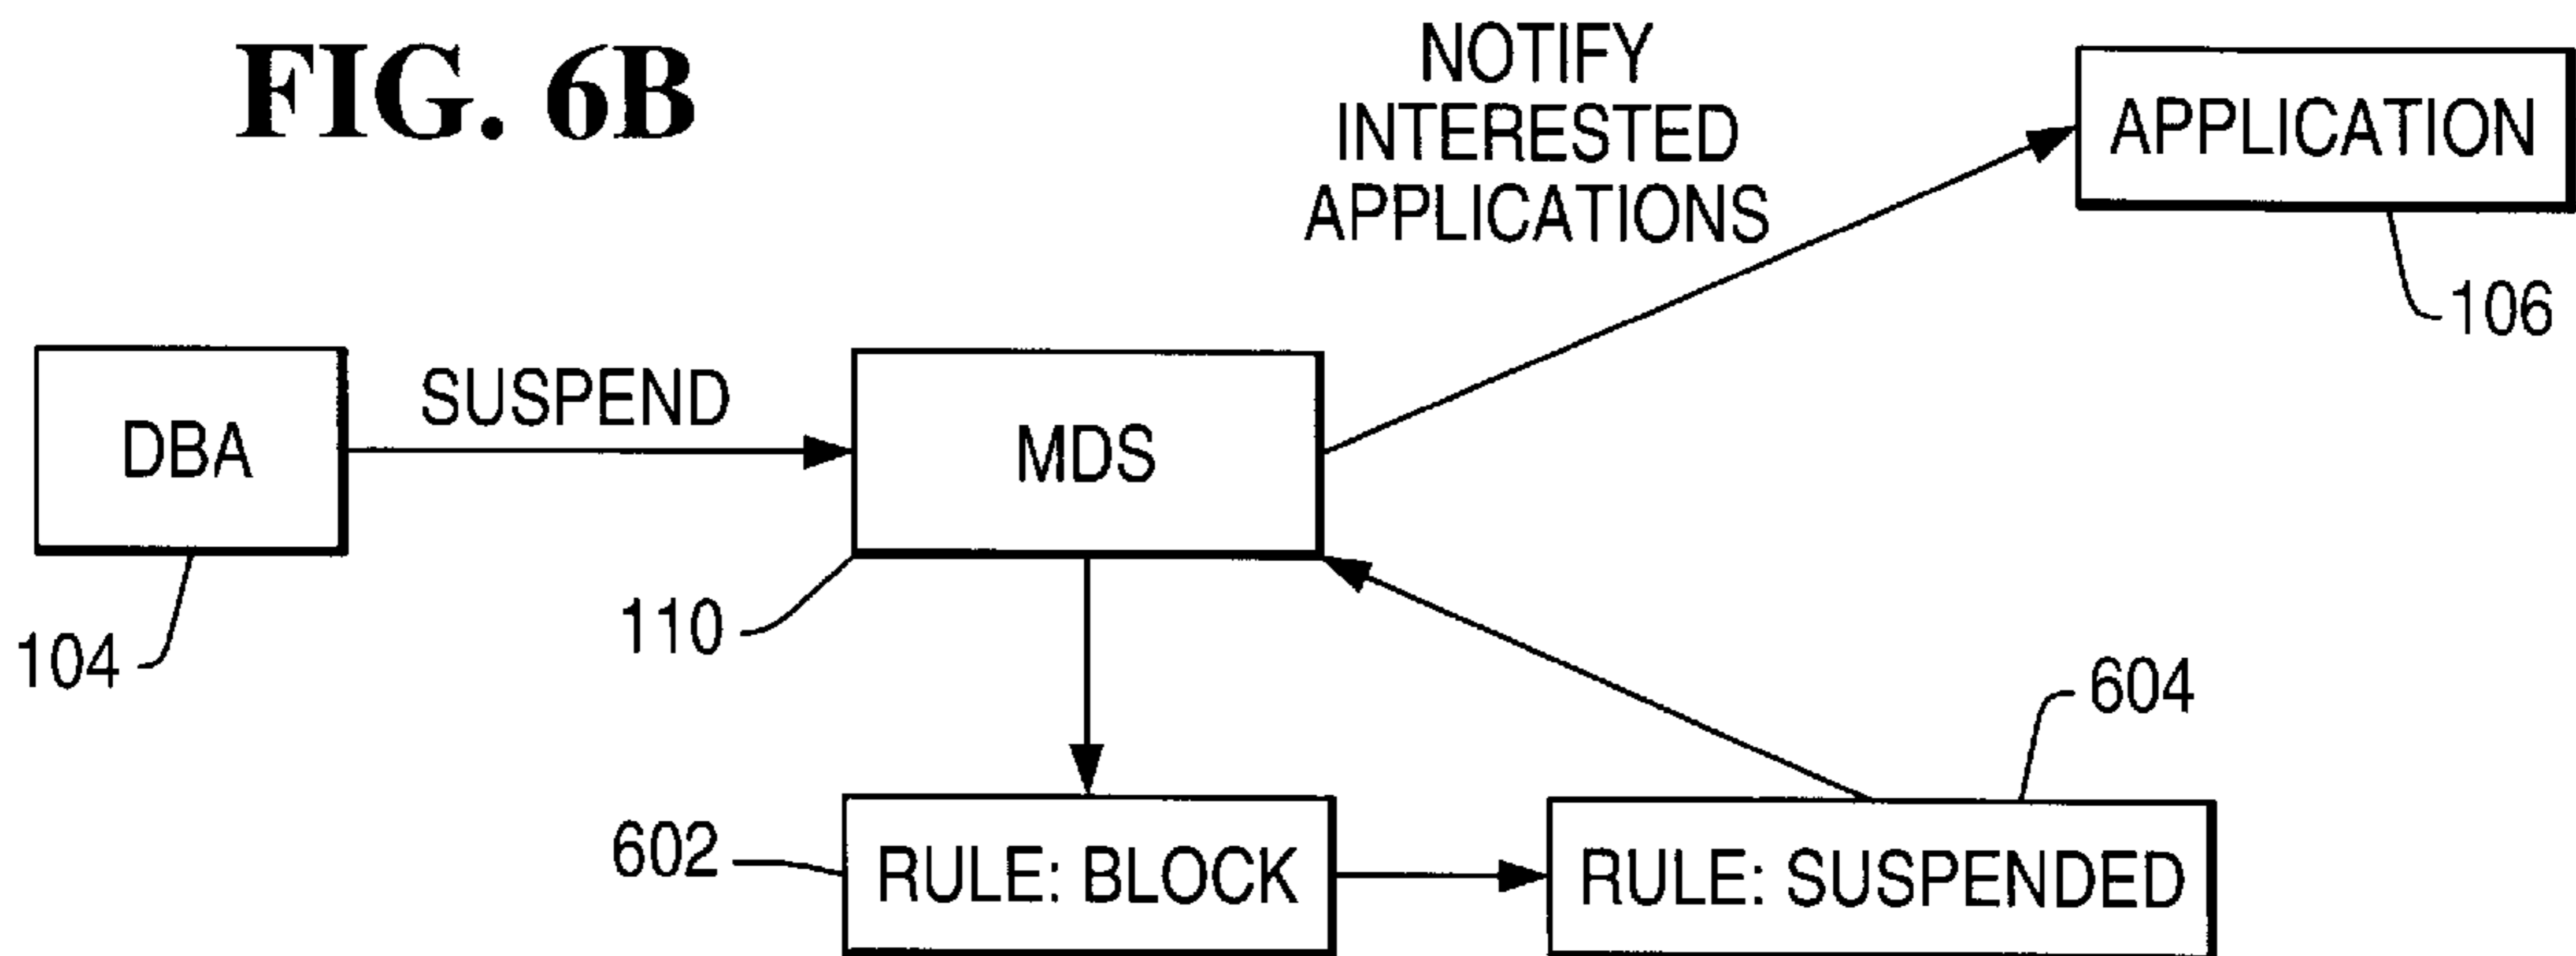 FIG. 6B
NOTIFY
INTERESTED
APPLICATIONS
APPLICATION
106
DBA
SUSPEND
MDS
104
110
604
602
RULE: BLOCK
RULE: SUSPENDED